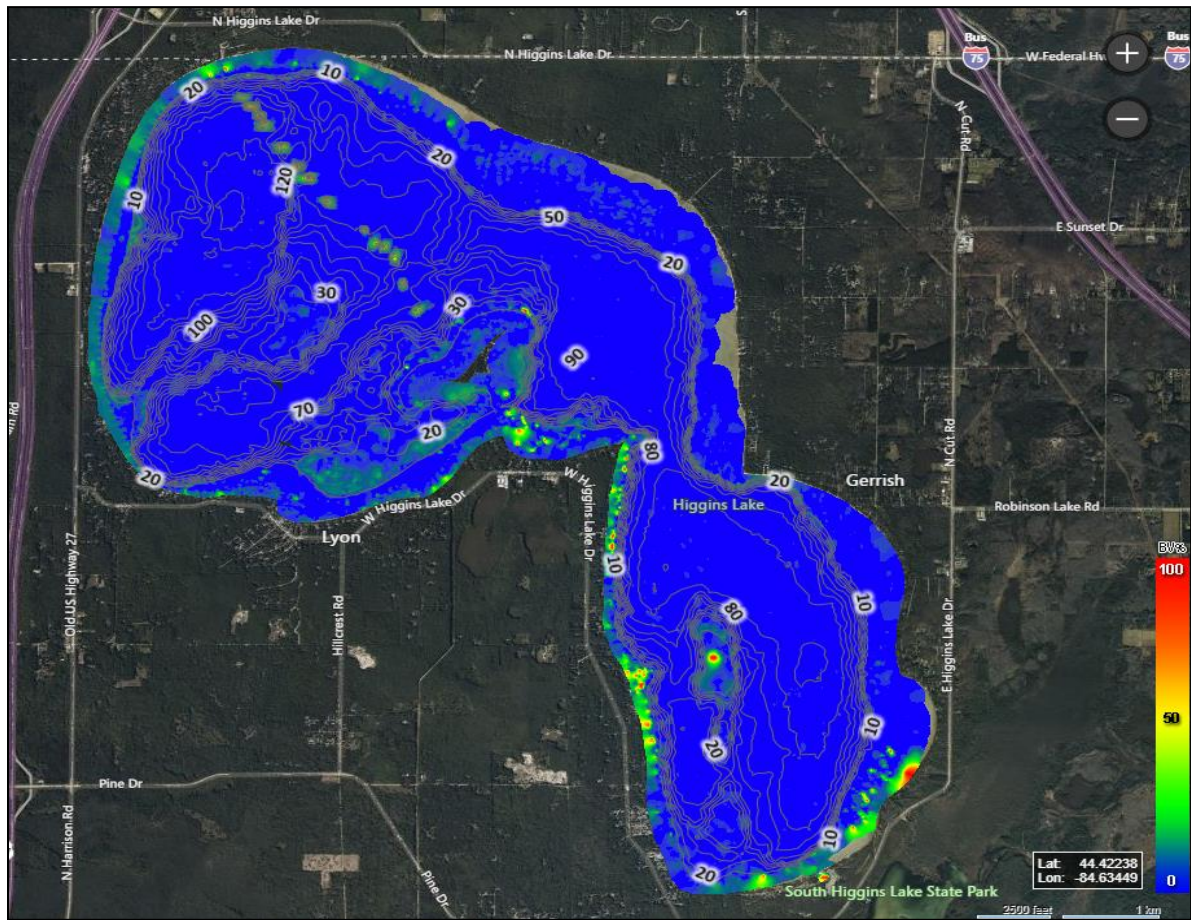 N Higgins Lake Dr
S
N Higgins Lake Dr
Bus
75
W Federal Hw
Bus
75
+
−
N Cut Rd
20
10
20
120
10
50
E Sunset Dr
20
30
30
100
90
70
20
80
20
W Higgins Lake Dr
W Higgins Lake Dr
20
Gerrish
N Cut Rd
Higgins Lake
Robinson Lake Rd
Lyon
Old US Highway 27
BV%
100
10
10
Hillcrest Rd
80
E Higgins Lake Dr
50
10
20
Pine Dr
N Harrison Rd
10
Pine Dr
20
South Higgins Lake State Park
Lat: 44.42238
Lon: -84.63449
0
2500 feet
1 km